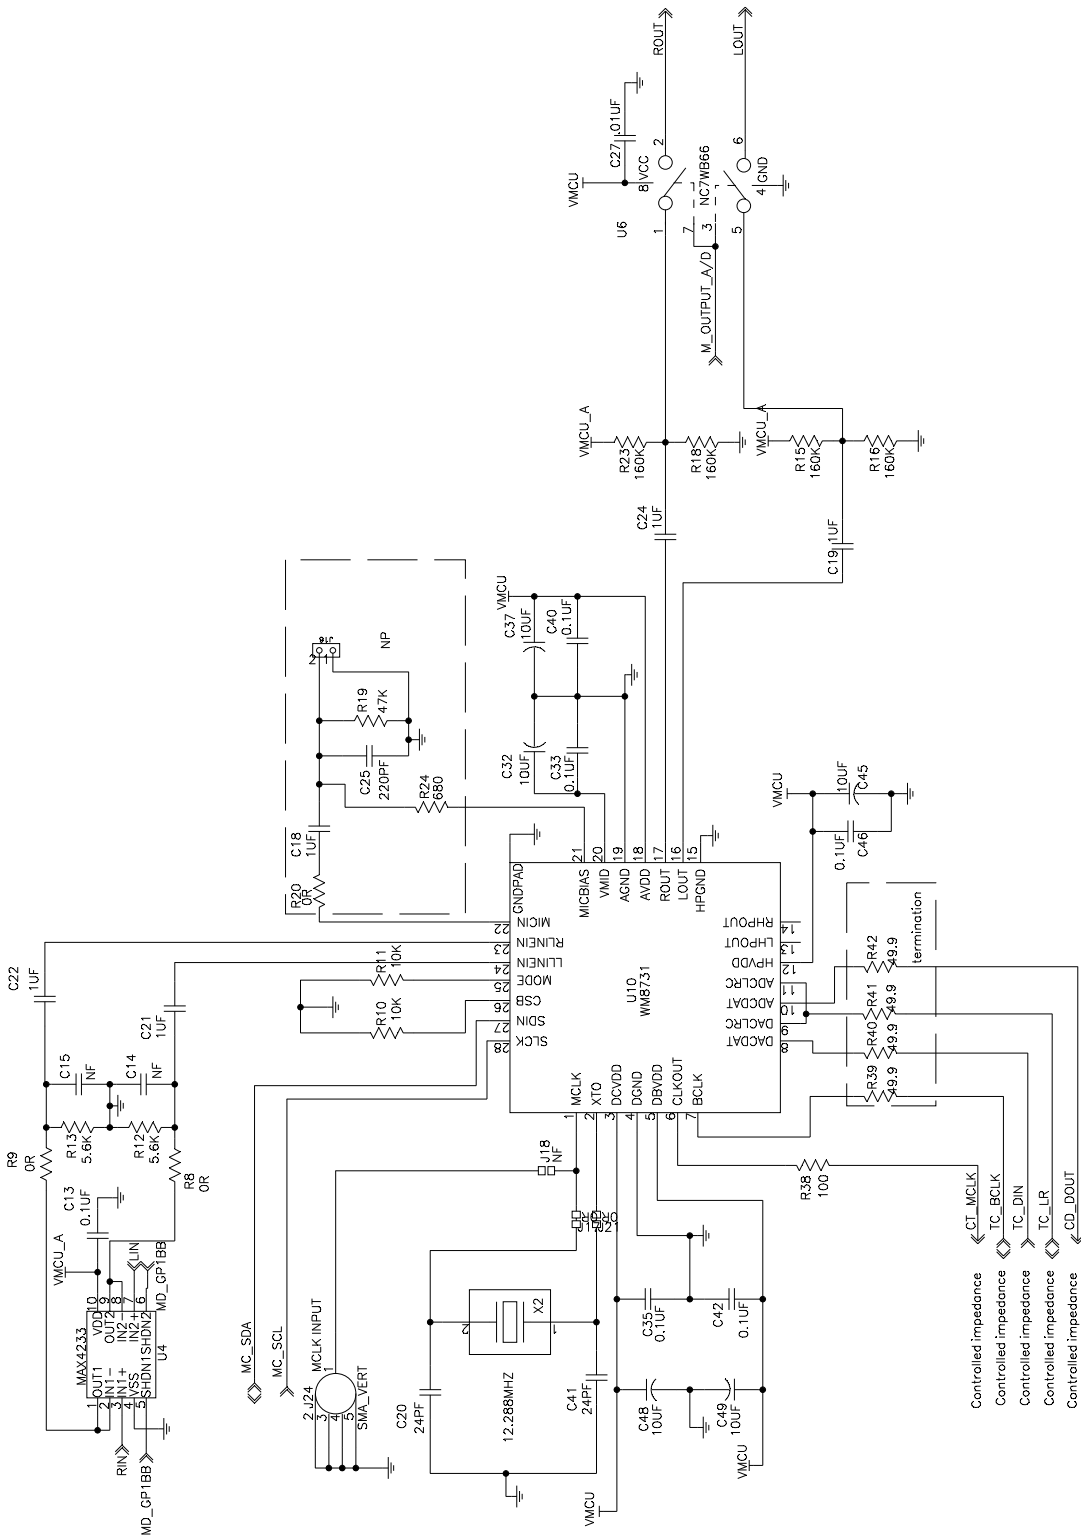 ROUT
LOUT
C27
.01UF
VMCU
8
VCC
2
6
NC7WB66
4
GND
U6
1
7
3
5
M_OUTPUT_A/D
VMCU_A
R23
160K
R18
160K
VMCU_A
R15
160K
R16
160K
C24
1UF
C19
1UF
J16
2
1
NP
R19
47K
C25
220PF
R24
680
C18
1UF
R20
0R
VMCU
C37
10UF
C40
0.1UF
C32
10UF
C33
0.1UF
VMCU
10UF
C45
0.1UF
C46
GNDPAD
21
MICBIAS
20
VMID
19
AGND
18
AVDD
17
ROUT
16
LOUT
15
HPGND
22
MICIN
23
RLINEIN
24
LLINEIN
25
MODE
26
CSB
27
SDIN
28
SLCK
14
RHPOUT
13
LHPOUT
12
HPVDD
11
ADCLRC
10
ADCDAT
9
DACLRC
8
DACDAT
U10
WM8731
1
MCLK
2
XTO
3
DCVDD
4
DGND
5
DBVDD
6
CLKOUT
7
BCLK
C22
1UF
C21
1UF
R11
10K
R10
10K
C15
NF
C14
NF
R13
5.6K
R12
5.6K
R9
0R
R8
0R
C13
0.1UF
VMCU_A
LIN
MD_GP1BB
10
VDD
9
OUT2
8
IN2-
7
IN2+
6
SHDN2
MAX4233
U4
1
OUT1
2
IN1-
3
IN1+
4
VSS
5
SHDN1
RIN
MD_GP1BB
MC_SDA
MC_SCL
MCLK INPUT
1
2
3
4
5
J24
SMA_VERT
J18
NF
J21
X2
2
1
12.288MHZ
C20
24PF
C41
24PF
VMCU
C35
0.1UF
C42
0.1UF
C48
10UF
C49
10UF
VMCU
R38
100
termination
R42
49.9
R41
49.9
R40
49.9
R39
49.9
CT_MCLK
TC_BCLK
TC_DIN
TC_LR
CD_DOUT
Controlled impedance
Controlled impedance
Controlled impedance
Controlled impedance
Controlled impedance